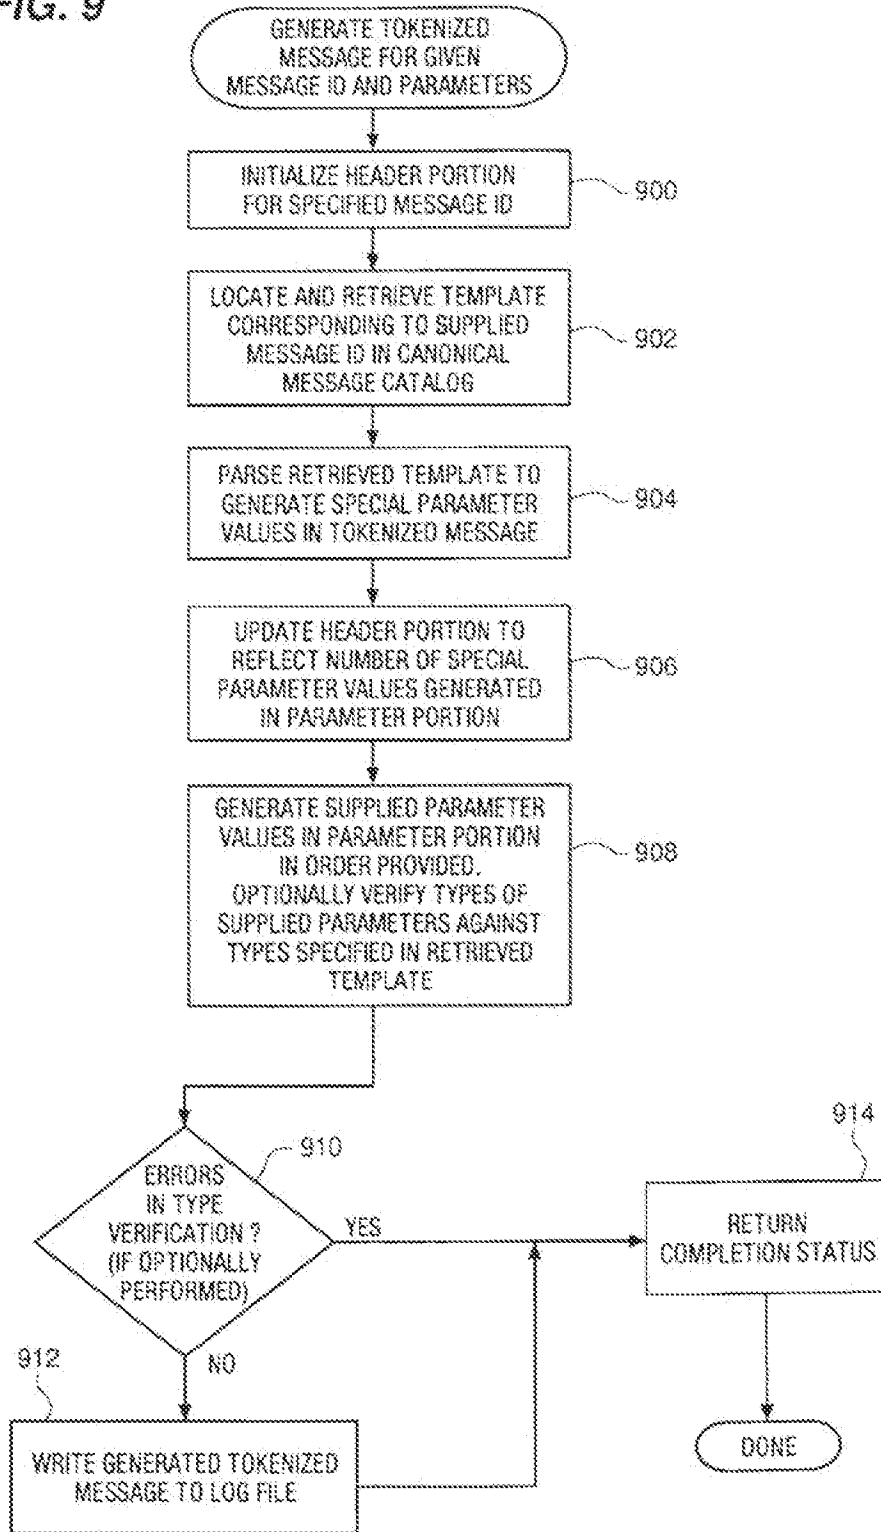 FIG. 9
GENERATE TOKENIZED
MESSAGE FOR GIVEN
MESSAGE ID AND PARAMETERS
INITIALIZE HEADER PORTION
FOR SPECIFIED MESSAGE ID
900
LOCATE AND RETRIEVE TEMPLATE
CORRESPONDING TO SUPPLIED
MESSAGE ID IN CANONICAL
MESSAGE CATALOG
902
PARSE RETRIEVED TEMPLATE TO
GENERATE SPECIAL PARAMETER
VALUES IN TOKENIZED MESSAGE
904
UPDATE HEADER PORTION TO
REFLECT NUMBER OF SPECIAL
PARAMETER VALUES GENERATED
IN PARAMETER PORTION
906
GENERATE SUPPLIED PARAMETER
VALUES IN PARAMETER PORTION
IN ORDER PROVIDED.
OPTIONALLY VERIFY TYPES OF
SUPPLIED PARAMETERS AGAINST
TYPES SPECIFIED IN RETRIEVED
TEMPLATE
908
ERRORS
IN TYPE
VERIFICATION ?
(IF OPTIONALLY
PERFORMED)
910
YES
NO
914
RETURN
COMPLETION STATUS
912
WRITE GENERATED TOKENIZED
MESSAGE TO LOG FILE
DONE